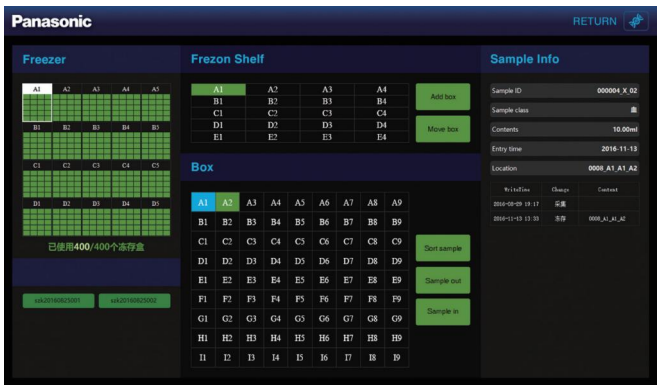 Panasonic
RETURN
Freezer
A1 A2 A3 A4 A5
B1 B2 B3 B4 B5
C1 C2 C3 C4 C5
D1 D2 D3 D4 D5
已使用400/400个冻存盒
ssk20160825001 ssk20160825002
Frezon Shelf
A1 A2 A3 A4
B1 B2 B3 B4
C1 C2 C3 C4
D1 D2 D3 D4
E1 E2 E3 E4
Add box
Move box
Box
A1 A2 A3 A4 A5 A6 A7 A8 A9
B1 B2 B3 B4 B5 B6 B7 B8 B9
C1 C2 C3 C4 C5 C6 C7 C8 C9
D1 D2 D3 D4 D5 D6 D7 D8 D9
E1 E2 E3 E4 E5 E6 E7 E8 E9
F1 F2 F3 F4 F5 F6 F7 F8 F9
G1 G2 G3 G4 G5 G6 G7 G8 G9
H1 H2 H3 H4 H5 H6 H7 H8 H9
I1 I2 I3 I4 I5 I6 I7 I8 I9
Sort sample
Sample out
Sample in
Sample Info
Sample ID 000004_X_02
Sample class 血
Contents 10.00ml
Entry time 2016-11-13
Location 0008_A1_A1_A2
WriteTime Change Content
2016-08-29 10:17 采集
2016-11-13 13:33 冻存 0008_A1_A1_A2